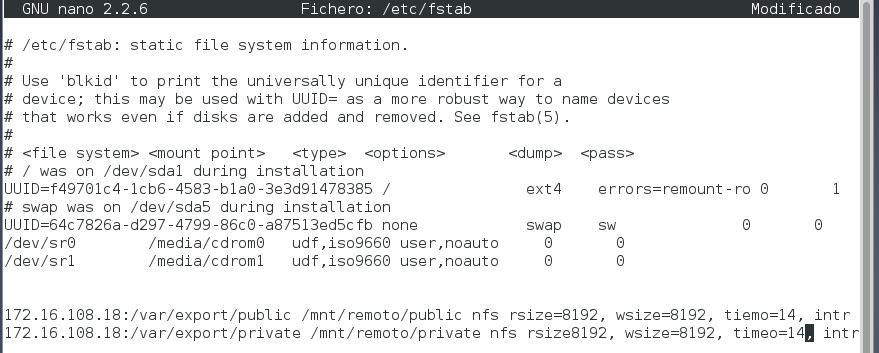 GNU nano 2.2.6 Fichero: /etc/fstab Modificado
# /etc/fstab: static file system information.
#
# Use 'blkid' to print the universally unique identifier for a
# device; this may be used with UUID= as a more robust way to name devices
# that works even if disks are added and removed. See fstab(5).
#
# <file system> <mount point>   <type>  <options>       <dump>  <pass>
# / was on /dev/sda1 during installation
UUID=f49701c4-1cb6-4583-b1a0-3e3d91478385 /               ext4    errors=remount-ro 0       1
# swap was on /dev/sda5 during installation
UUID=64c7826a-d297-4799-86c0-a87513ed5cfb none            swap    sw              0       0
/dev/sr0        /media/cdrom0   udf,iso9660 user,noauto     0       0
/dev/sr1        /media/cdrom1   udf,iso9660 user,noauto     0       0
172.16.108.18:/var/export/public /mnt/remoto/public nfs rsize=8192, wsize=8192, tiemo=14, intr
172.16.108.18:/var/export/private /mnt/remoto/private nfs rsize8192, wsize=8192, timeo=14, intr